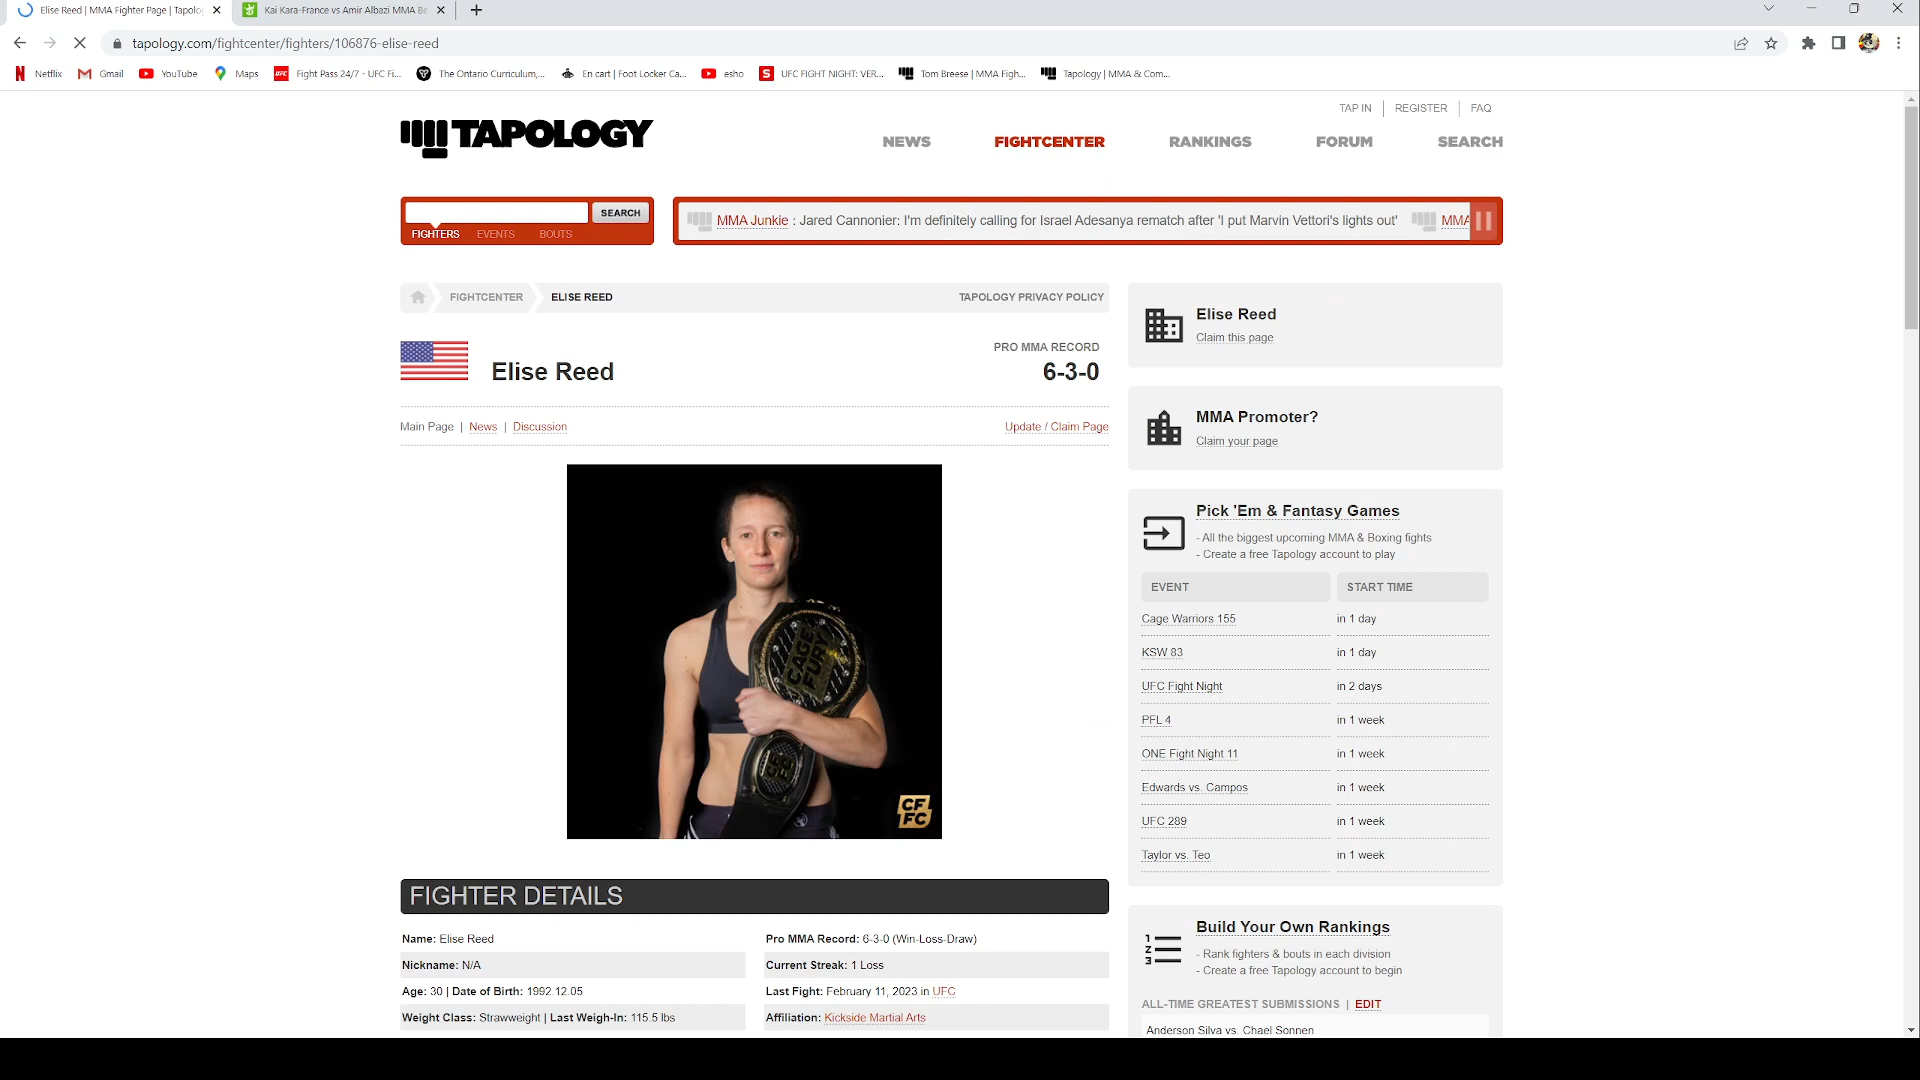 Elise Reed | MMA Fighter Page | Tapolo
Kai Kara-France vs Amir Albazi MMA Be
tapology.com/fightcenter/fighters/106876-elise-reed
Netflix
Gmail
YouTube
Maps
UFC Fight Pass 24/7 - UFC Fi...
The Ontario Curriculum,...
En cart | Foot Locker Ca...
esho
S UFC FIGHT NIGHT: VER...
Tom Breese | MMA Figh...
Tapology | MMA & Com...
TAP IN
REGISTER
FAQ
TAPOLOGY
NEWS
FIGHTCENTER
RANKINGS
FORUM
SEARCH
SEARCH
FIGHTERS EVENTS BOUTS
MMA Junkie : Jared Cannonier: I'm definitely calling for Israel Adesanya rematch after 'I put Marvin Vettori's lights out' MMA
FIGHTCENTER
ELISE REED
TAPOLOGY PRIVACY POLICY
PRO MMA RECORD
Elise Reed
6-3-0
Main Page | News | Discussion
Update / Claim Page
CAGE FURY
CFFC
CF
FC
FIGHTER DETAILS
Name: Elise Reed
Pro MMA Record: 6-3-0 (Win-Loss-Draw)
Nickname: N/A
Current Streak: 1 Loss
Age: 30 | Date of Birth: 1992.12.05
Last Fight: February 11, 2023 in UFC
Weight Class: Strawweight | Last Weigh-In: 115.5 lbs
Affiliation: Kickside Martial Arts
Elise Reed
Claim this page
MMA Promoter?
Claim your page
Pick 'Em & Fantasy Games
- All the biggest upcoming MMA & Boxing fights
- Create a free Tapology account to play
EVENT START TIME
Cage Warriors 155 in 1 day
KSW 83 in 1 day
UFC Fight Night in 2 days
PFL 4 in 1 week
ONE Fight Night 11 in 1 week
Edwards vs. Campos in 1 week
UFC 289 in 1 week
Taylor vs. Teo in 1 week
1
2
3
Build Your Own Rankings
- Rank fighters & bouts in each division
- Create a free Tapology account to begin
ALL-TIME GREATEST SUBMISSIONS | EDIT
Anderson Silva vs. Chael Sonnen